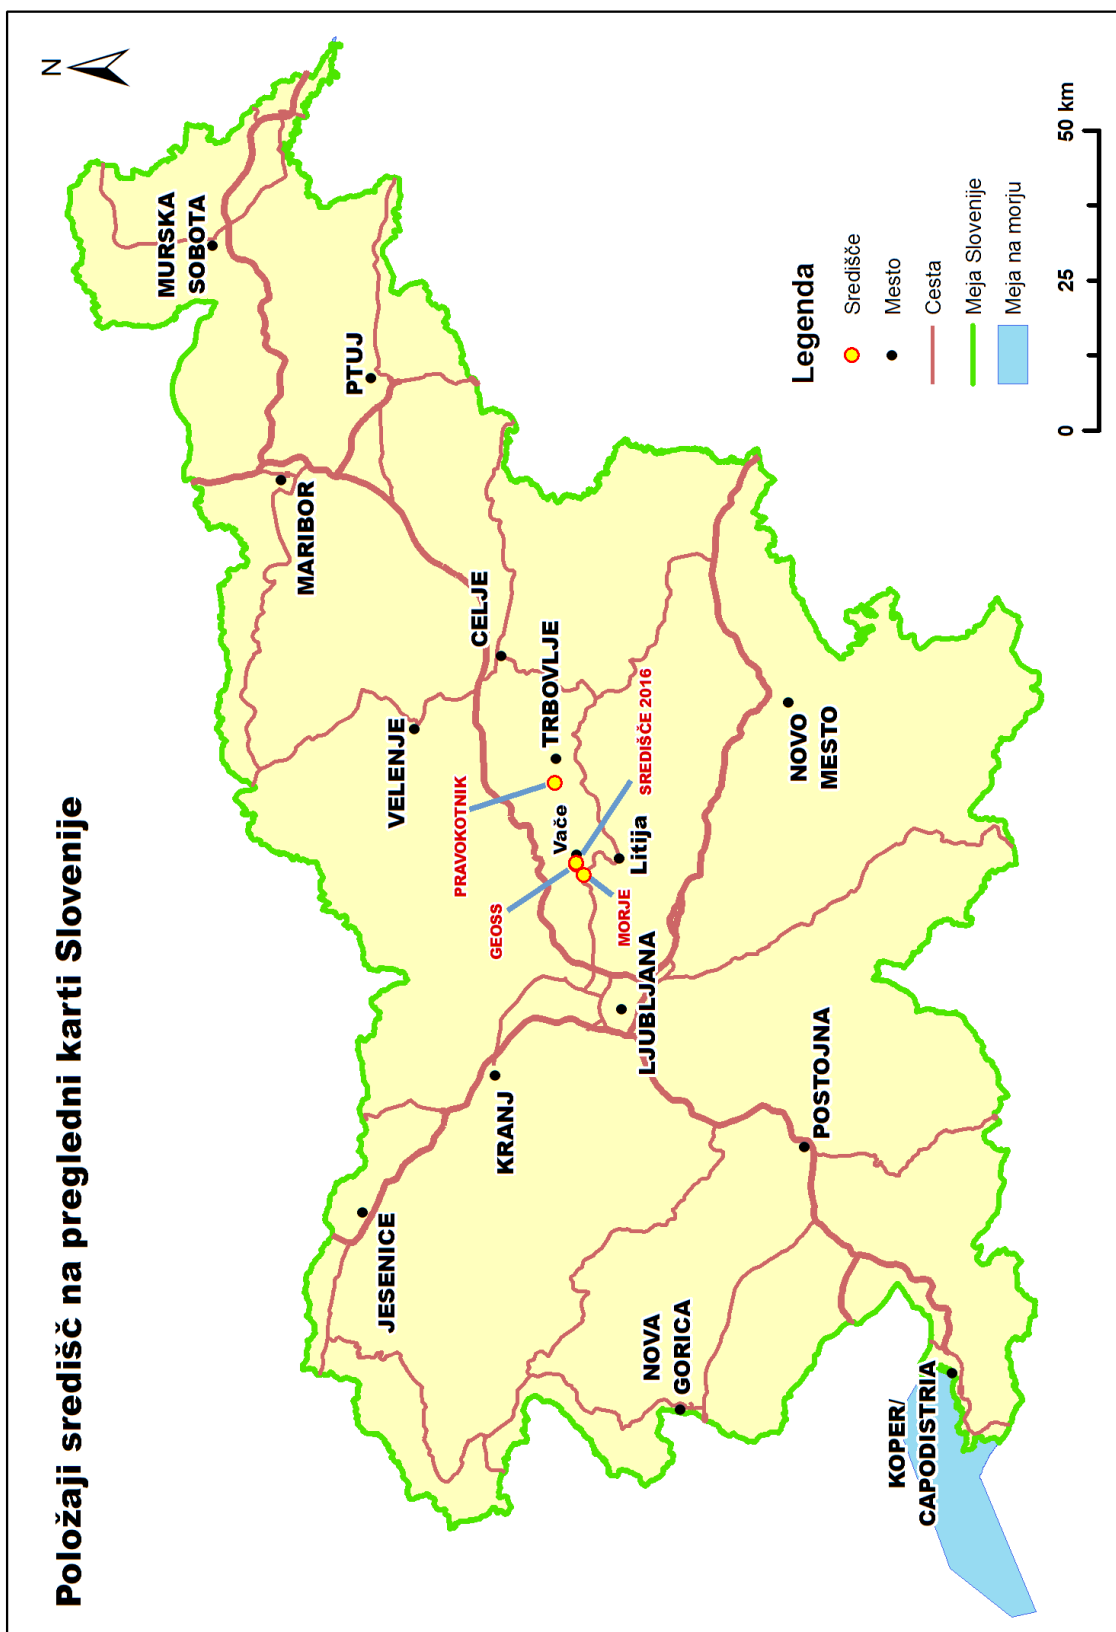 Položaji središč na pregledni karti Slovenije
N
MURSKA
SOBOTA
PTUJ
MARIBOR
CELJE
VELENJE
TRBOVLJE
PRAVOKOTNIK
Vače
SREDIŠČE 2016
GEOSS
MORJE
Litija
NOVO
MESTO
LJUBLJANA
KRANJ
JESENICE
POSTOJNA
NOVA
GORICA
KOPER/
CAPODISTRIA
Legenda
Središče
Mesto
Cesta
Meja Slovenije
Meja na morju
0 25 50 km